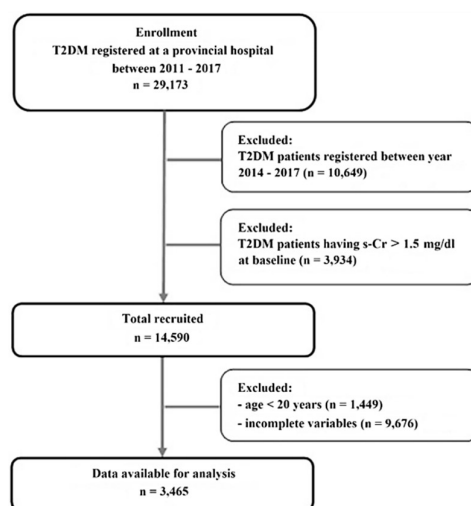 Enrollment
T2DM registered at a provincial hospital
between 2011 - 2017
n = 29,173
Excluded:
T2DM patients registered between year
2014 - 2017 (n = 10,649)
Excluded:
T2DM patients having s-Cr > 1.5 mg/dl
at baseline (n = 3,934)
Total recruited
n = 14,590
Excluded:
- age < 20 years (n = 1,449)
- incomplete variables (n = 9,676)
Data available for analysis
n = 3,465